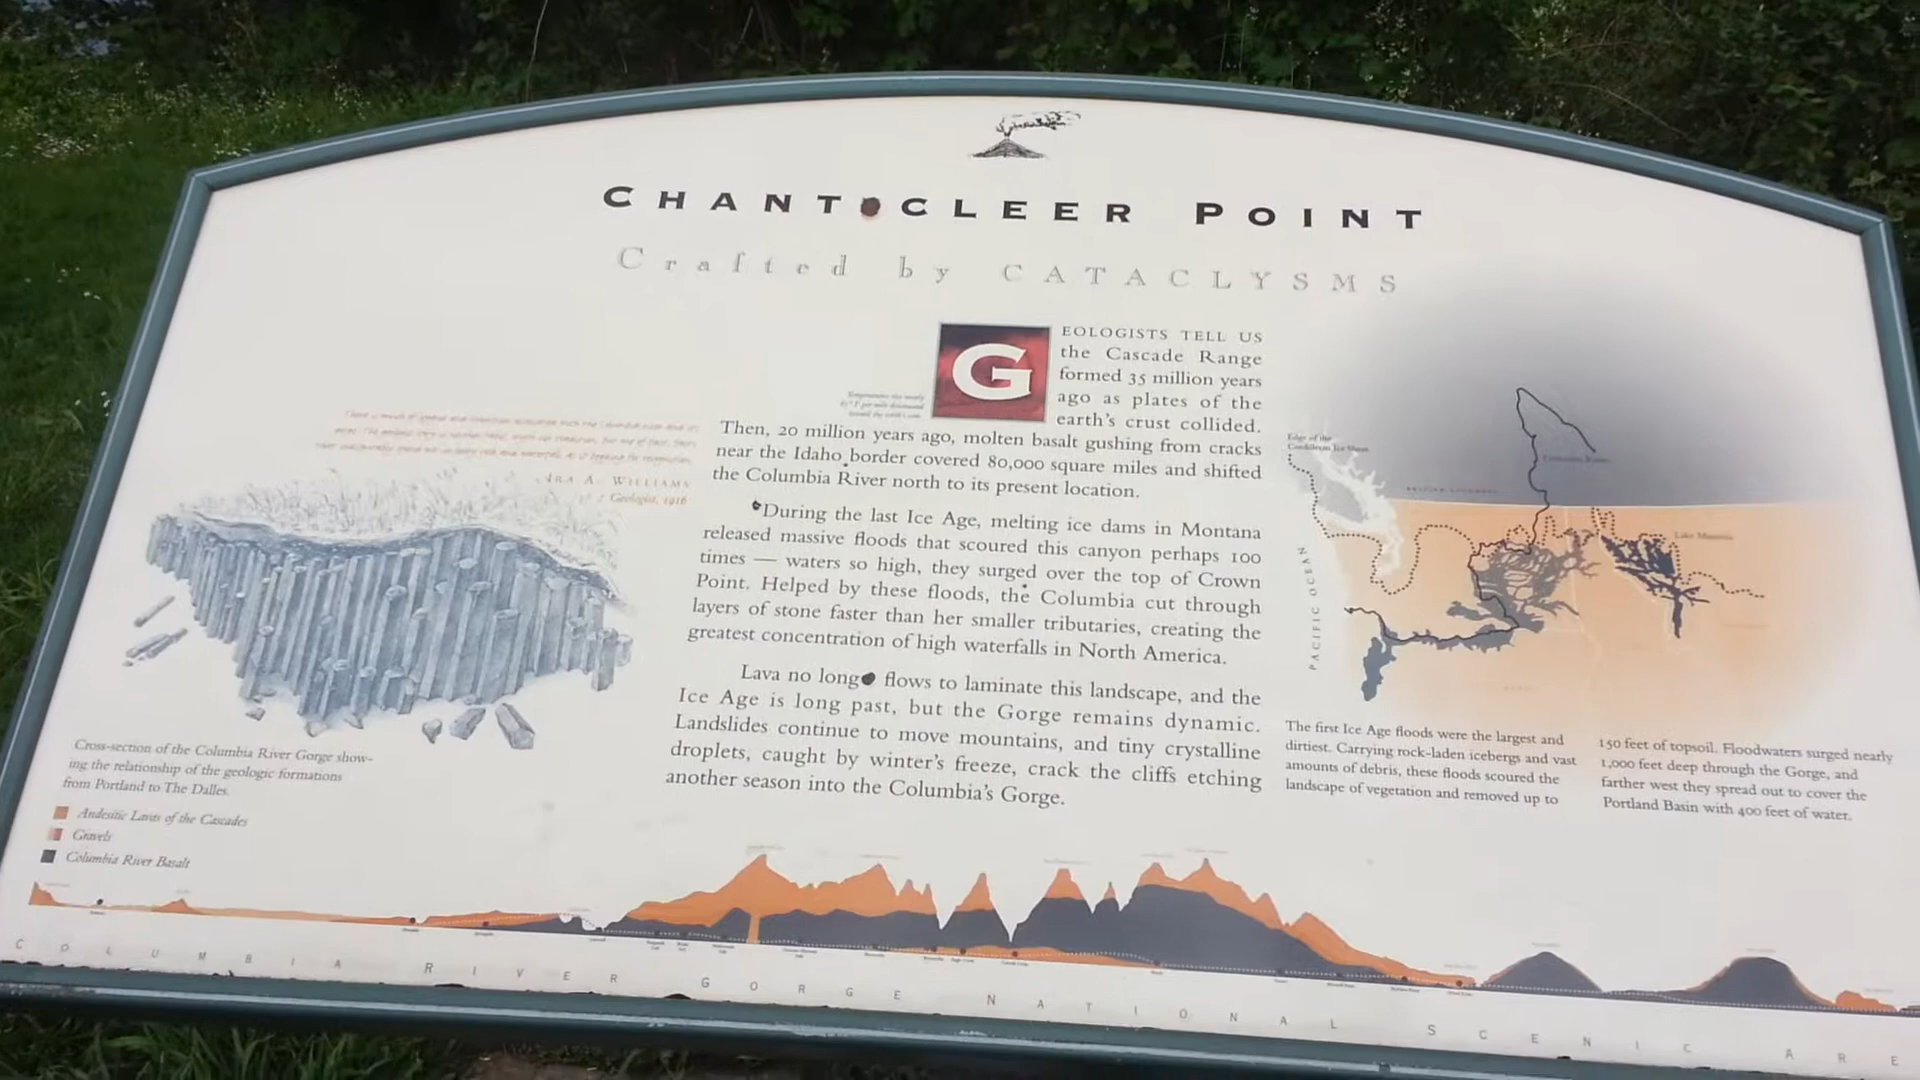 CHANT CLEER POINT
Crafted by CATACLYSMS
GEOLOGISTS TELL US
the Cascade Range
formed 35 million years
ago as plates of the
earth's crust collided.
Then, 20 million years ago, molten basalt gushing from cracks
near the Idaho border covered 80,000 square miles and shifted
the Columbia River north to its present location.
During the last Ice Age, melting ice dams in Montana
released massive floods that scoured this canyon perhaps 100
times — waters so high, they surged over the top of Crown
Point. Helped by these floods, the Columbia cut through
layers of stone faster than her smaller tributaries, creating the
greatest concentration of high waterfalls in North America.
Lava no long flows to laminate this landscape, and the
Ice Age is long past, but the Gorge remains dynamic.
Landslides continue to move mountains, and tiny crystalline
droplets, caught by winter's freeze, crack the cliffs etching
another season into the Columbia's Gorge.
IRA A. WILLIAMS
Geologist, 1916
Cross-section of the Columbia River Gorge show-
ing the relationship of the geologic formations
from Portland to The Dalles.
Andesitic Lavas of the Cascades
Gravels
Columbia River Basalt
Edge of the
Cordilleran Ice Sheet
Columbia River
Lake Missoula
PACIFIC OCEAN
The first Ice Age floods were the largest and
dirtiest. Carrying rock-laden icebergs and vast
amounts of debris, these floods scoured the
landscape of vegetation and removed up to
150 feet of topsoil. Floodwaters surged nearly
1,000 feet deep through the Gorge, and
farther west they spread out to cover the
Portland Basin with 400 feet of water.
COLUMBIA RIVER GORGE NATIONAL SCENIC ARE